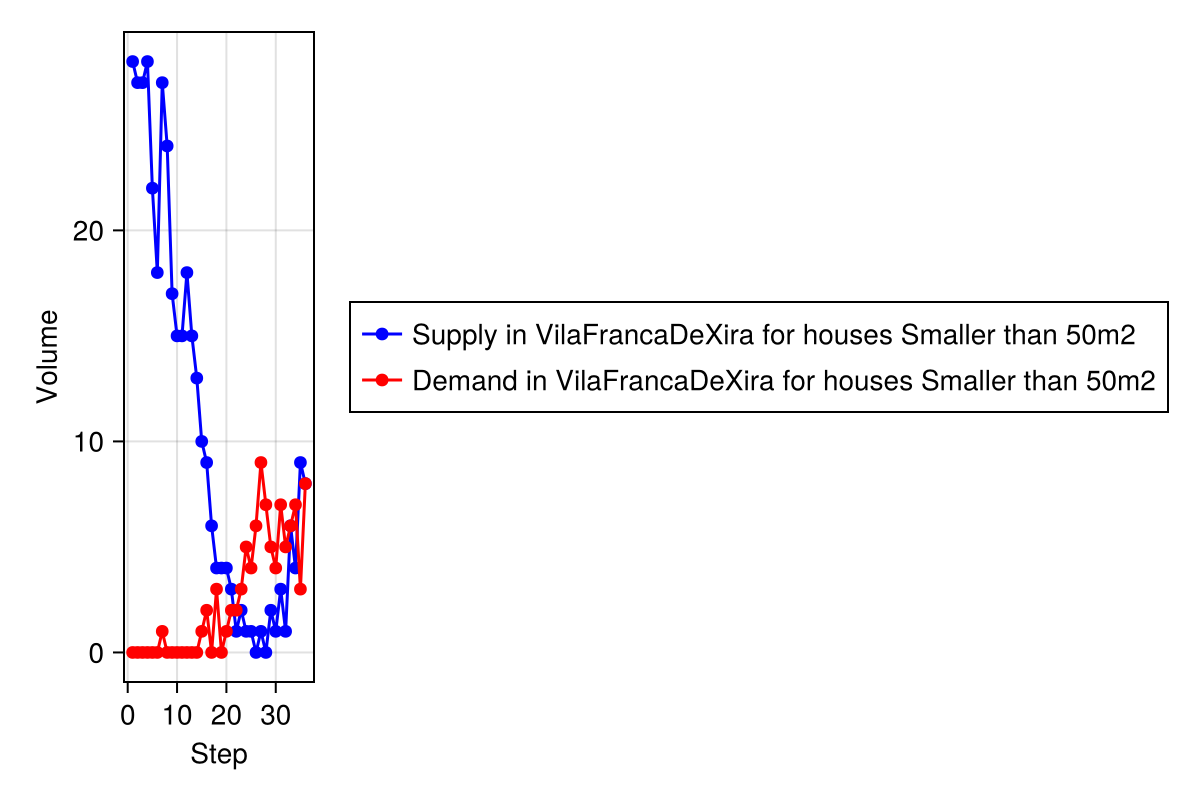 Volume
20
10
0
0 10 20 30
Step
Supply in VilaFrancaDeXira for houses Smaller than 50m2
Demand in VilaFrancaDeXira for houses Smaller than 50m2